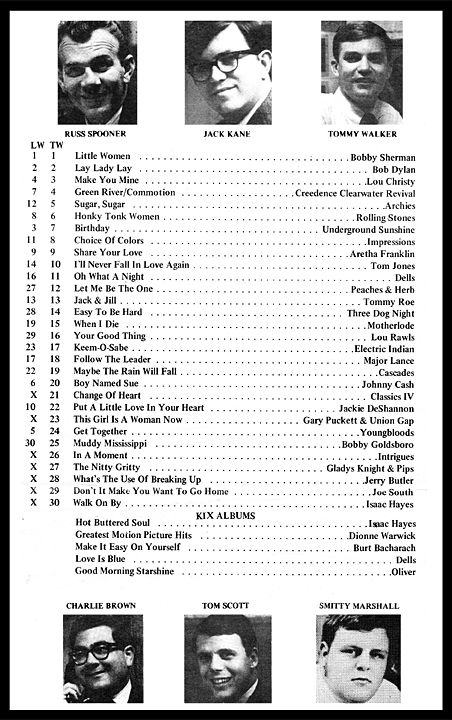 RUSS SPOONER JACK KANE TOMMY WALKER
LW TW
1 1 Little Women Bobby Sherman
2 2 Lay Lady Lay Bob Dylan
4 3 Make You Mine Lou Christy
7 4 Green River/Commotion Creedence Clearwater Revival
12 5 Sugar, Sugar Archies
8 6 Honky Tonk Women Rolling Stones
3 7 Birthday Underground Sunshine
11 8 Choice Of Colors Impressions
9 9 Share Your Love Aretha Franklin
14 10 I'll Never Fall In Love Again Tom Jones
16 11 Oh What A Night Dells
27 12 Let Me Be The One Peaches & Herb
13 13 Jack & Jill Tommy Roe
28 14 Easy To Be Hard Three Dog Night
19 15 When I Die Motherlode
29 16 Your Good Thing Lou Rawls
23 17 Keem-O-Sabe Electric Indian
17 18 Follow The Leader Major Lance
22 19 Maybe The Rain Will Fall Cascades
6 20 Boy Named Sue Johnny Cash
X 21 Change Of Heart Classics IV
10 22 Put A Little Love In Your Heart Jackie DeShannon
X 23 This Girl Is A Woman Now Gary Puckett & Union Gap
5 24 Get Together Youngbloods
30 25 Muddy Mississippi Bobby Goldsboro
X 26 In A Moment Intrigues
X 27 The Nitty Gritty Gladys Knight & Pips
X 28 What's The Use Of Breaking Up Jerry Butler
X 29 Don't It Make You Want To Go Home Joe South
X 30 Walk On By Isaac Hayes
KIX ALBUMS
Hot Buttered Soul Isaac Hayes
Greatest Motion Picture Hits Dionne Warwick
Make It Easy On Yourself Burt Bacharach
Love Is Blue Dells
Good Morning Starshine Oliver
CHARLIE BROWN TOM SCOTT SMITTY MARSHALL